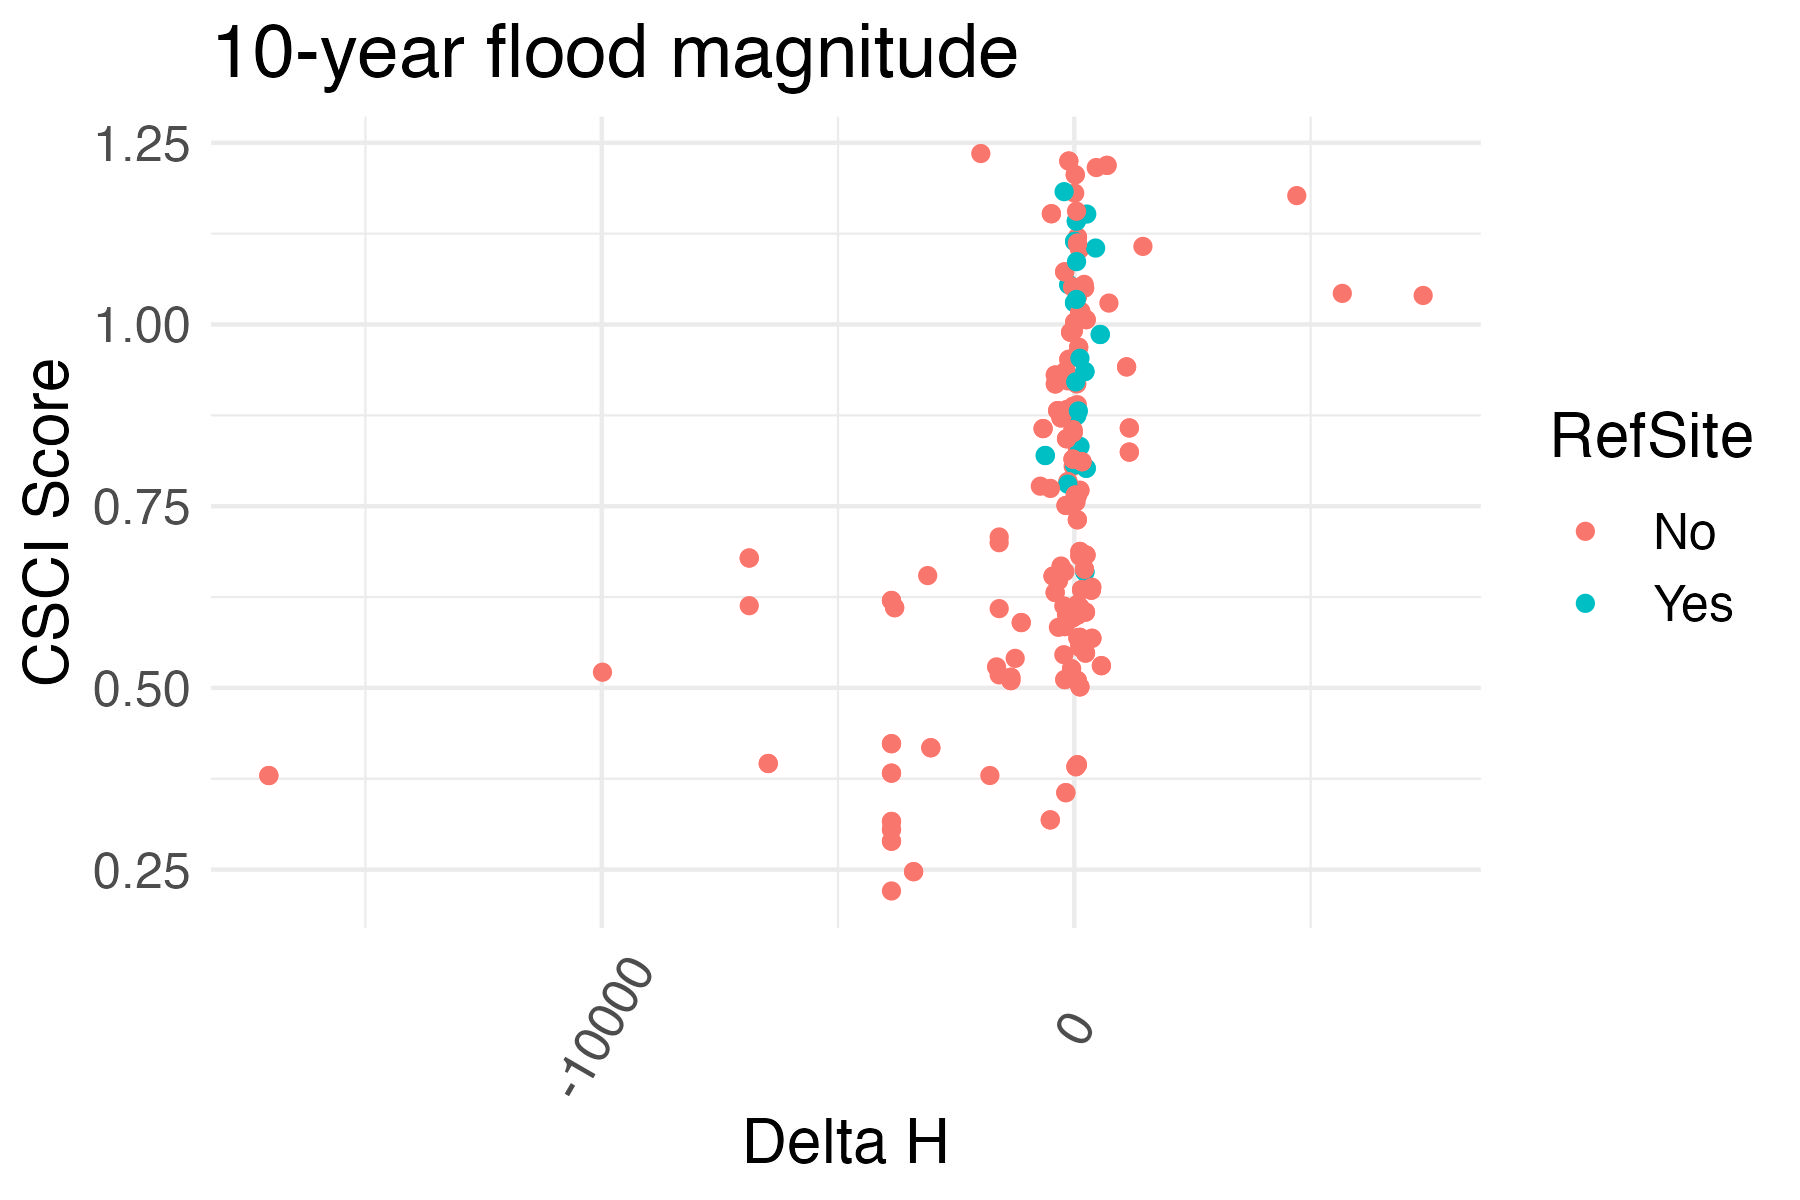 10-year flood magnitude
1.25
1.00
0.75
0.50
0.25
CSCI Score
-10000
0
Delta H
RefSite
No
Yes